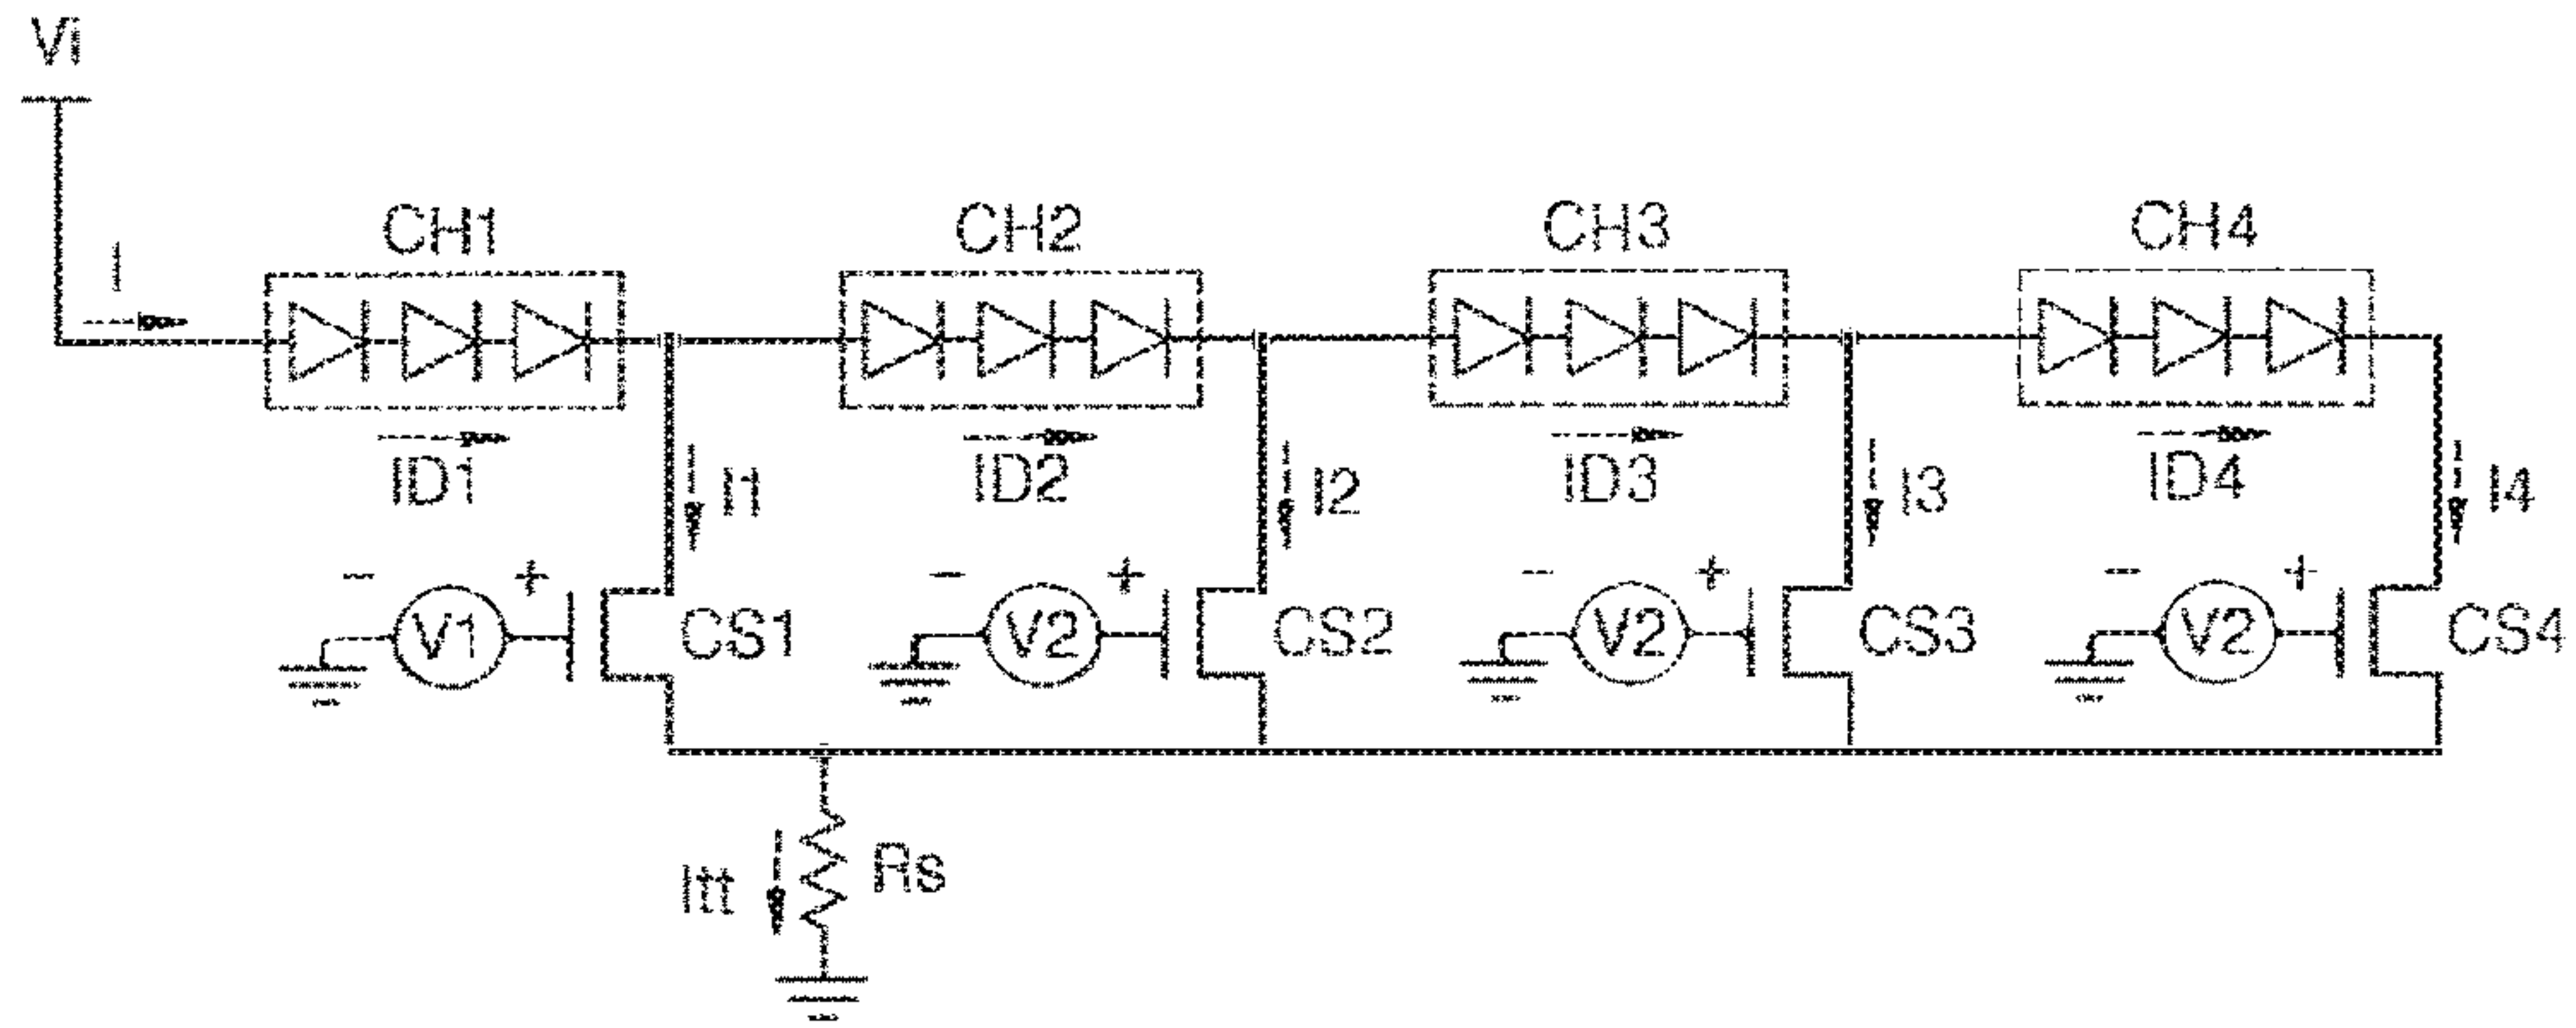 Vi
I
CH1 CH2 CH3 CH4
ID1 ID2 ID3 ID4
I1 I2 I3 I4
- + - + - + - +
V1 CS1 V2 CS2 V2 CS3 V2 CS4
Itt Rs